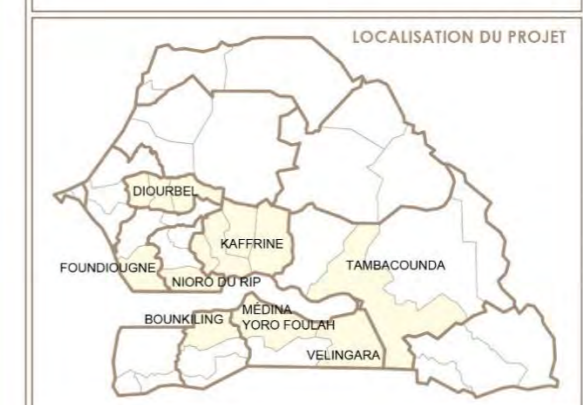 LOCALISATION DU PROJET
DIOURBEL
KAFFRINE
FOUNDIOUGNE
TAMBACOUNDA
NIORO DU RIP
BOUNKILING
MÉDINA
YORO FOULAH
VELINGARA